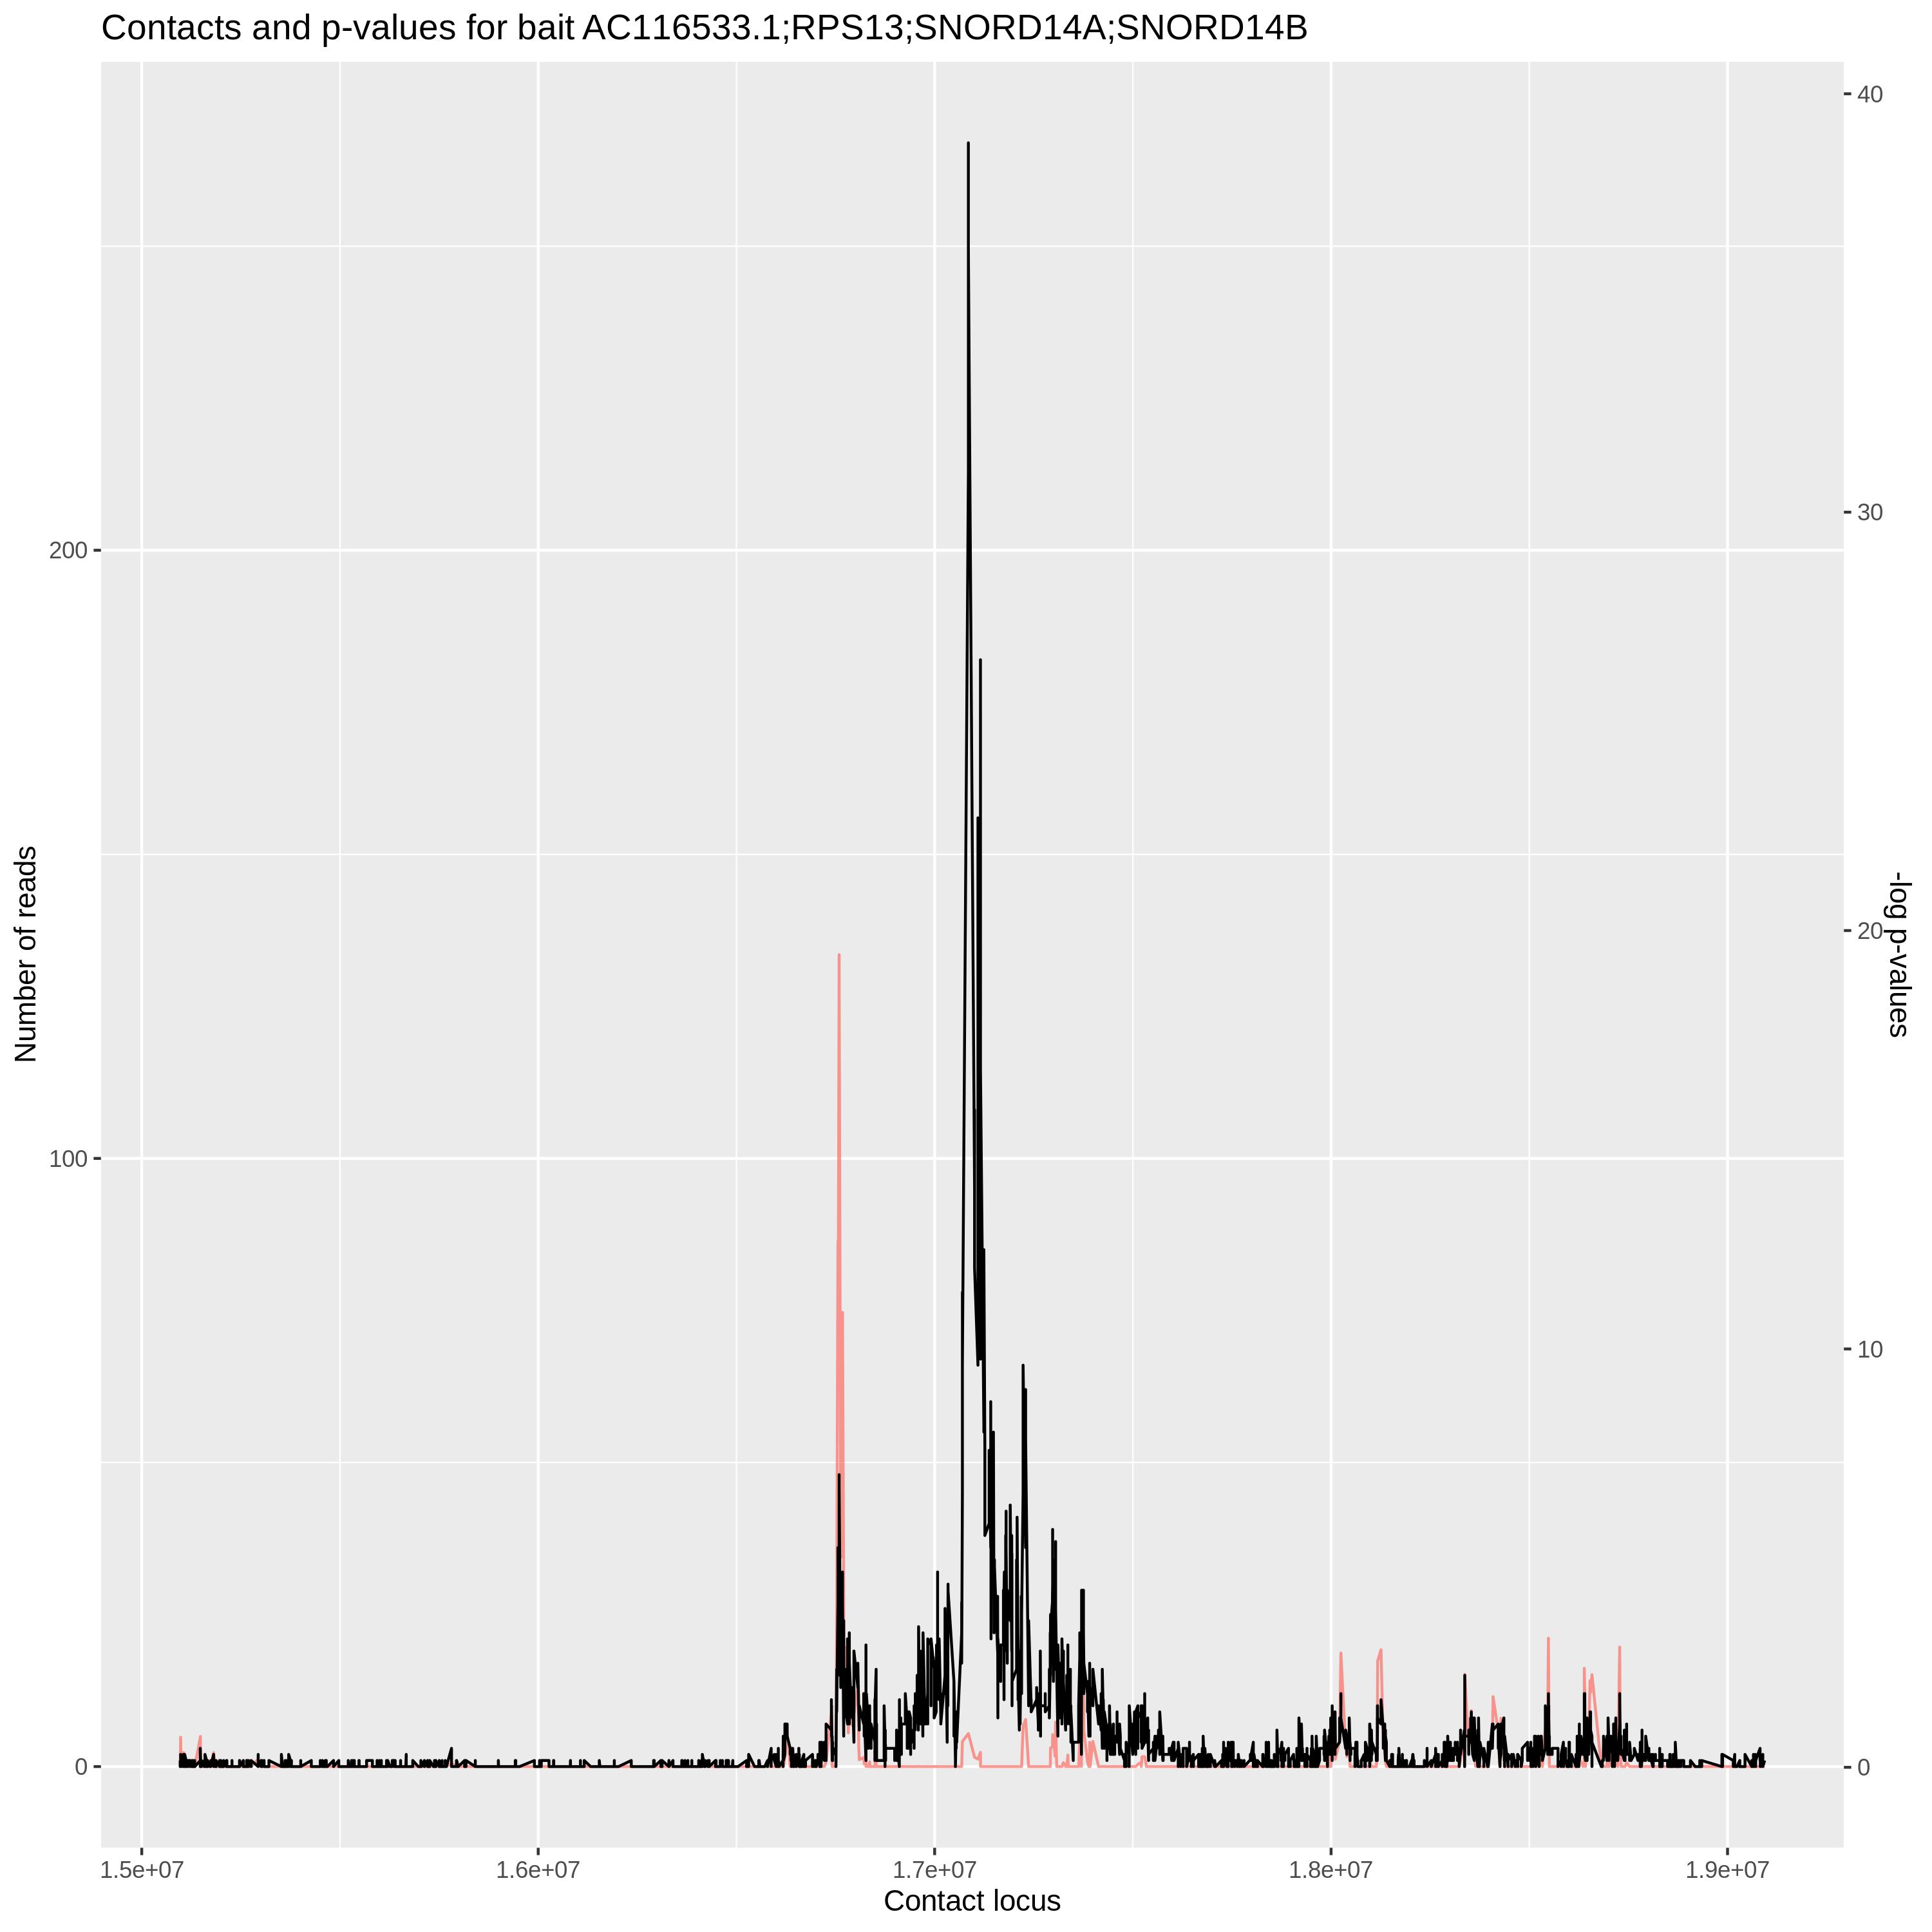 Contacts and p-values for bait AC116533.1;RPS13;SNORD14A;SNORD14B
40
30
200
20
Number of reads
-log p-values
100
10
0
0
1.5e+07
1.6e+07
1.7e+07
1.8e+07
1.9e+07
Contact locus